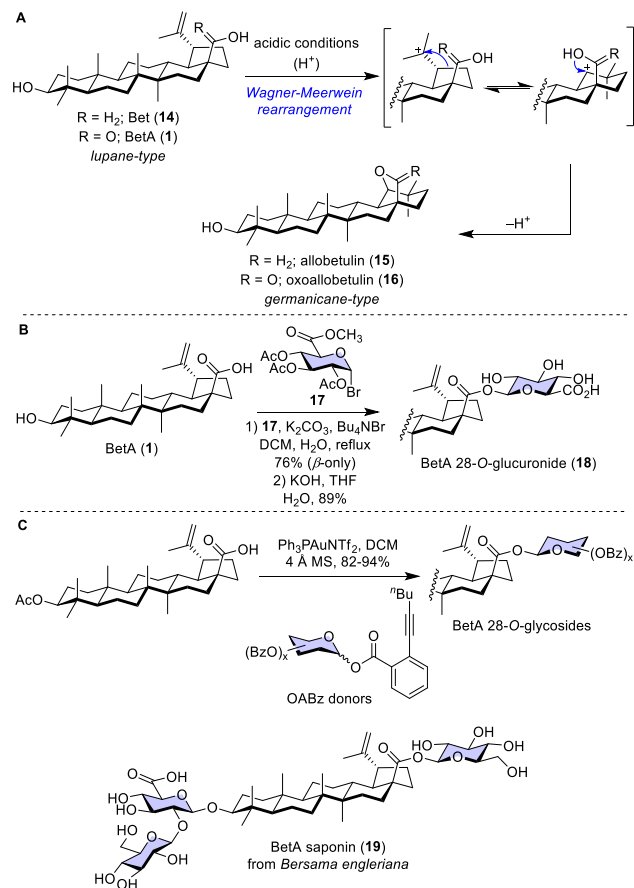 A
R
OH
HO
R = H2; Bet (14)
R = O; BetA (1)
lupane-type
acidic conditions
(H+)
Wagner-Meerwein
rearrangement
+
R
OH
HO
R
+
–H+
O
R
HO
R = H2; allobetulin (15)
R = O; oxoallobetulin (16)
germanicane-type
B
O
OH
HO
BetA (1)
O
OCH3
AcO
O
AcO
AcO
Br
17
1) 17, K2CO3, Bu4NBr
DCM, H2O, reflux
76% (β-only)
2) KOH, THF
H2O, 89%
O
O
HO
HO
OH
O
CO2H
BetA 28-O-glucuronide (18)
C
O
OH
AcO
Ph3PAuNTf2, DCM
4 Å MS, 82-94%
nBu
(BzO)x
O
O
O
OABz donors
O
O
O
(OBz)x
BetA 28-O-glycosides
O
OH
HO
HO
O
O
O
HO
HO
HO
O
OH
OH
O
O
HO
HO
OH
O
OH
BetA saponin (19)
from Bersama engleriana